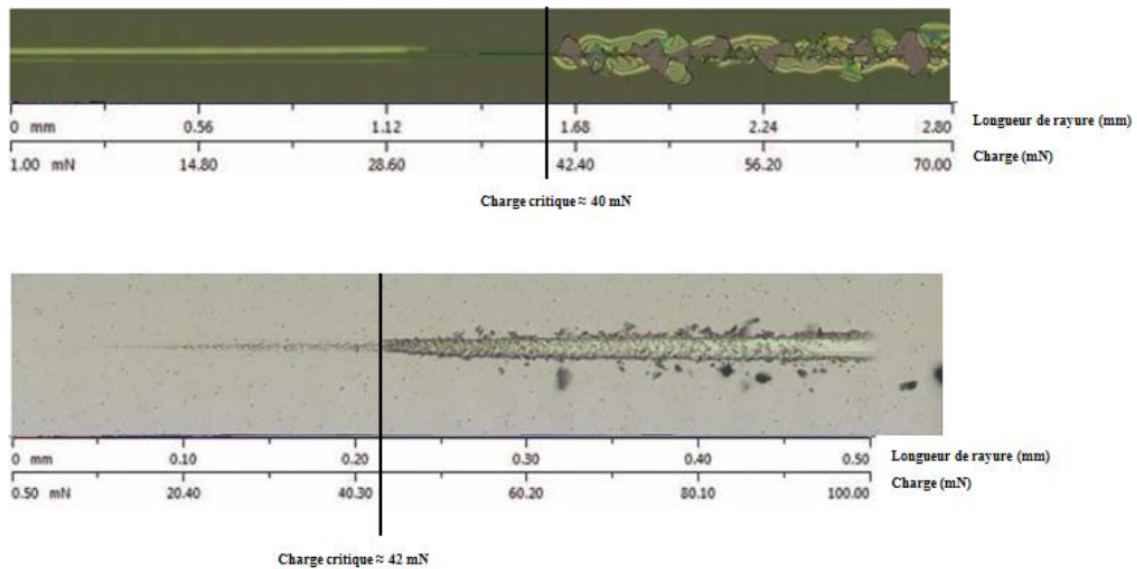 0 mm 0.56 1.12 1.68 2.24 2.80 Longueur de rayure (mm)
1.00 mN 14.80 28.60 42.40 56.20 70.00 Charge (mN)
Charge critique ≈ 40 mN
0 mm 0.10 0.20 0.30 0.40 0.50 Longueur de rayure (mm)
0.50 mN 20.40 40.30 60.20 80.10 100.00 Charge (mN)
Charge critique ≈ 42 mN